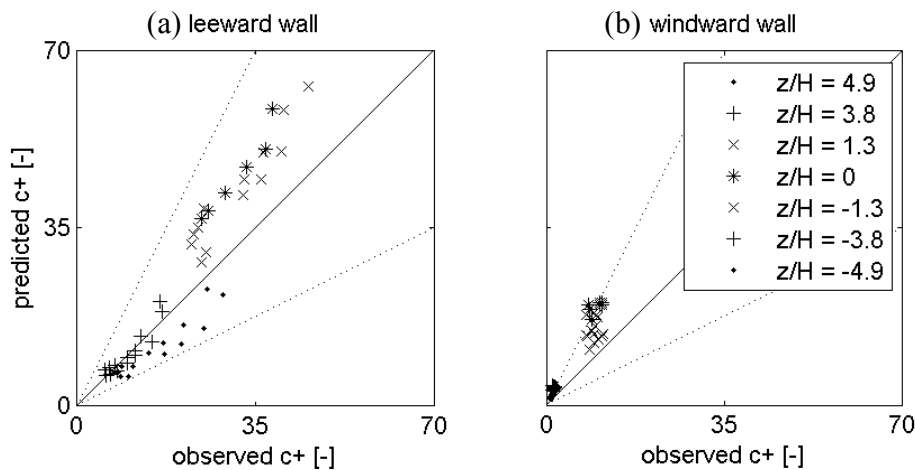 (a) leeward wall
70
35
0
predicted c+ [-]
0 35 70
observed c+ [-]
(b) windward wall
z/H = 4.9
z/H = 3.8
z/H = 1.3
z/H = 0
z/H = -1.3
z/H = -3.8
z/H = -4.9
0
0 35 70
observed c+ [-]